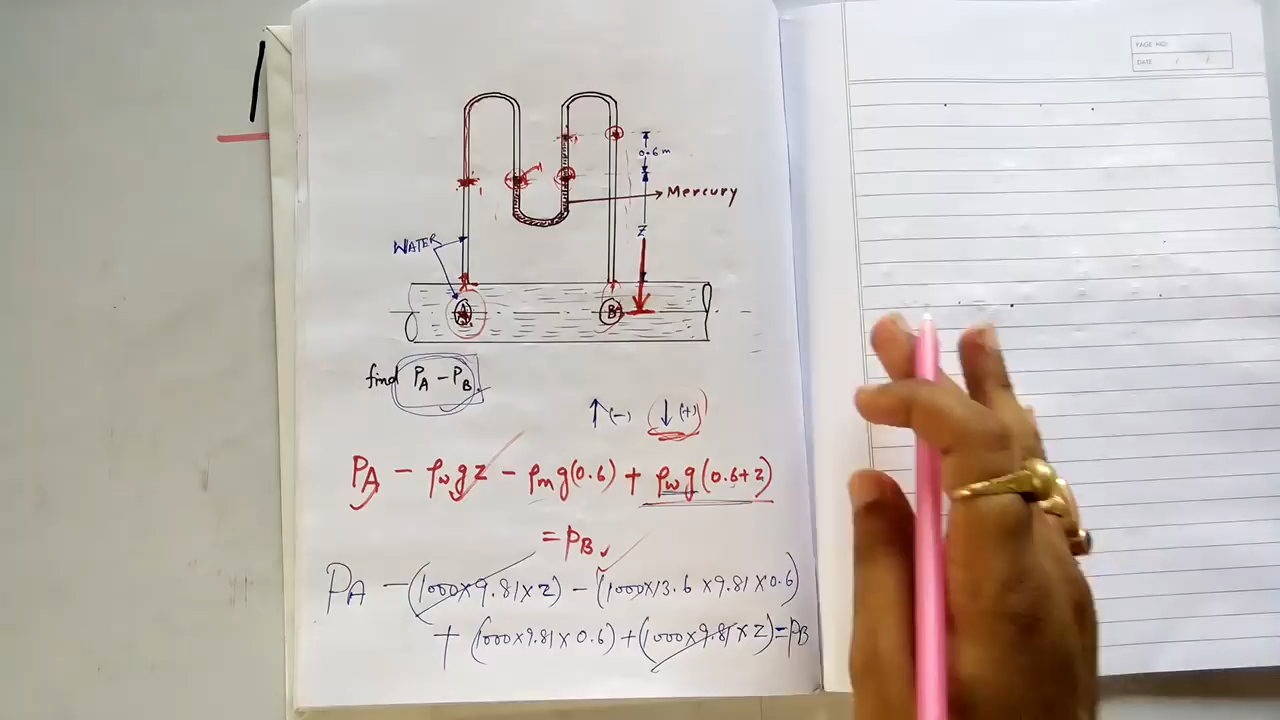 PAGE NO:
DATE / /
0.6m
Mercury
Z
WATER
A
B
find PA - PB
↑(-) ↓(+)
PA - ρwgz - ρmg(0.6) + ρwg(0.6+z)
= PB
PA - (1000×9.81×z) - (1000×13.6×9.81×0.6)
+ (1000×9.81×0.6) + (1000×9.81×z) = PB